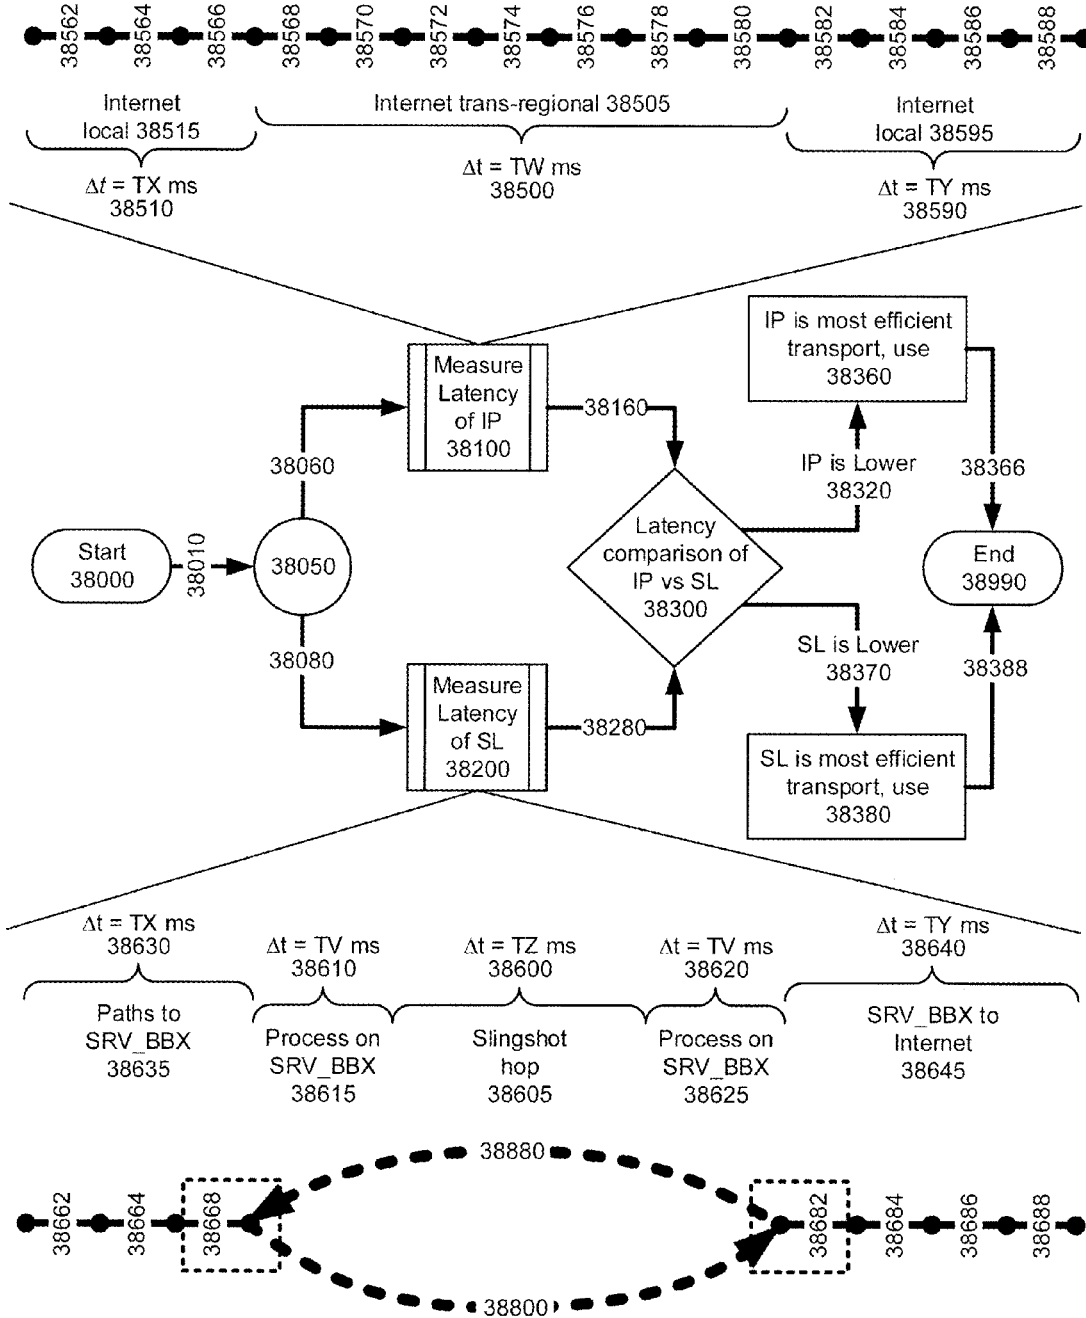 38562 38564 38566 38568 38570 38572 38574 38576 38578 38580 38582 38584 38586 38588
Internet
local 38515
Internet trans-regional 38505
Internet
local 38595
Δt = TX ms
38510
Δt = TW ms
38500
Δt = TY ms
38590
Measure
Latency
of IP
38100
IP is most efficient
transport, use
38360
38060
38160
IP is Lower
38320
38366
Start
38000
38010
38050
Latency
comparison of
IP vs SL
38300
End
38990
38080
38280
SL is Lower
38370
38388
Measure
Latency
of SL
38200
SL is most efficient
transport, use
38380
Δt = TX ms
38630
Δt = TV ms
38610
Δt = TZ ms
38600
Δt = TV ms
38620
Δt = TY ms
38640
Paths to
SRV_BBX
38635
Process on
SRV_BBX
38615
Slingshot
hop
38605
Process on
SRV_BBX
38625
SRV_BBX to
Internet
38645
38880
38662 38664 38668 38682 38684 38686 38688
38800